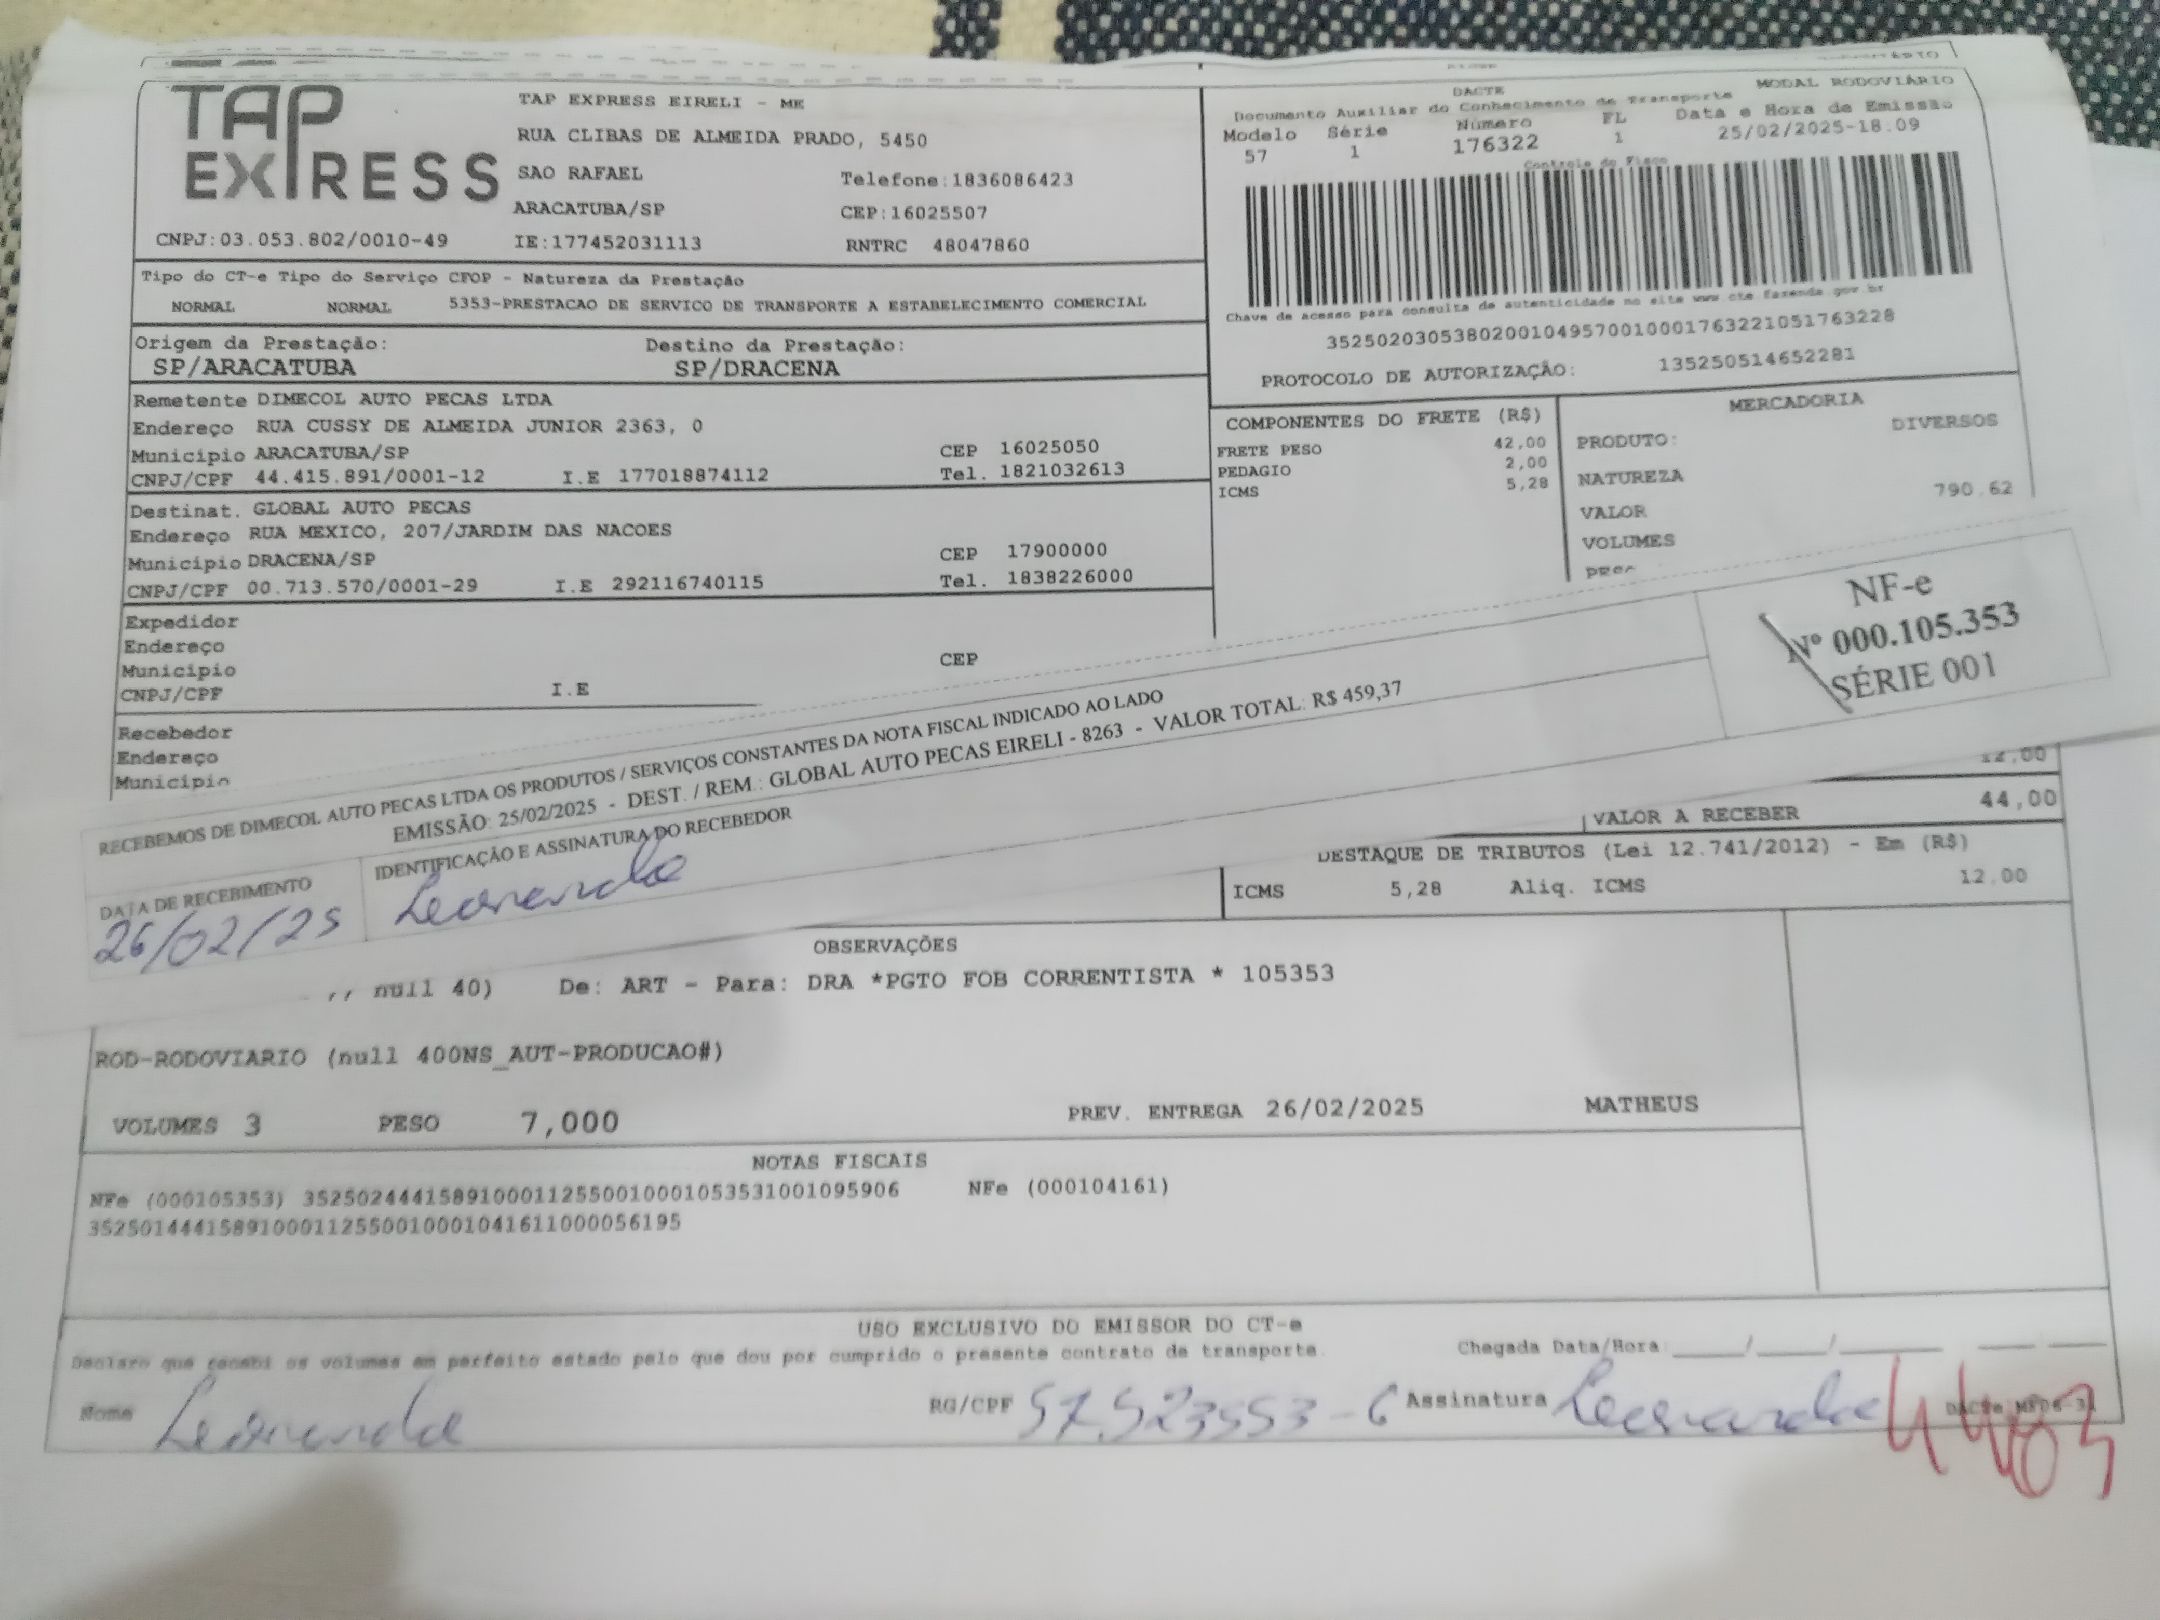 TAP EXPRESS
TAP EXPRESS EIRELI - ME
RUA CLIBAS DE ALMEIDA PRADO, 5450
SAO RAFAEL Telefone:1836086423
ARACATUBA/SP CEP:16025507
CNPJ:03.053.802/0010-49 IE:177452031113 RNTRC 48047860
Tipo do CT-e Tipo do Serviço CFOP - Natureza da Prestação
NORMAL NORMAL 5353-PRESTACAO DE SERVICO DE TRANSPORTE A ESTABELECIMENTO COMERCIAL
Origem da Prestação: Destino da Prestação:
SP/ARACATUBA SP/DRACENA
Remetente DIMECOL AUTO PECAS LTDA
Endereço RUA CUSSY DE ALMEIDA JUNIOR 2363, 0
Município ARACATUBA/SP CEP 16025050
CNPJ/CPF 44.415.891/0001-12 I.E 177018874112 Tel. 1821032613
Destinat. GLOBAL AUTO PECAS
Endereço RUA MEXICO, 207/JARDIM DAS NACOES
Município DRACENA/SP CEP 17900000
CNPJ/CPF 00.713.570/0001-29 I.E 292116740115 Tel. 1838226000
Expedidor
Endereço
Município CEP
CNPJ/CPF I.E
Recebedor
Endereço
Município
DACTE MODAL RODOVIÁRIO
Documento Auxiliar do Conhecimento de Transporte
Modelo Série Número FL Data e Hora de Emissão
57 1 176322 1 25/02/2025-18.09
Controle do Fisco
Chave de acesso para consulta de autenticidade no site www.cte.fazenda.gov.br
35250203053802001049570010001763221051763228
PROTOCOLO DE AUTORIZAÇÃO: 135250514652281
COMPONENTES DO FRETE (R$)
FRETE PESO 42,00
PEDAGIO 2,00
ICMS 5,28
MERCADORIA
PRODUTO: DIVERSOS
NATUREZA
VALOR 790,62
VOLUMES
RECEBEMOS DE DIMECOL AUTO PECAS LTDA OS PRODUTOS / SERVIÇOS CONSTANTES DA NOTA FISCAL INDICADO AO LADO
EMISSÃO: 25/02/2025 - DEST. / REM.: GLOBAL AUTO PECAS EIRELI - 8263 - VALOR TOTAL: R$ 459,37
DATA DE RECEBIMENTO IDENTIFICAÇÃO E ASSINATURA DO RECEBEDOR
26/02/25 Leonardo
NF-e
Nº 000.105.353
SÉRIE 001
VALOR A RECEBER 44,00
DESTAQUE DE TRIBUTOS (Lei 12.741/2012) - Em (R$)
ICMS 5,28 Aliq. ICMS 12.00
OBSERVAÇÕES
null 40) De: ART - Para: DRA *PGTO FOB CORRENTISTA * 105353
ROD-RODOVIARIO (null 400NS_AUT-PRODUCAO#)
VOLUMES 3 PESO 7,000 PREV. ENTREGA 26/02/2025 MATHEUS
NOTAS FISCAIS
NFe (000105353) 35250244415891000112550010001053531001095906 NFe (000104161)
35250144415891000112550010001041611000056195
USO EXCLUSIVO DO EMISSOR DO CT-e
Declaro que recebi os volumes em perfeito estado pelo que dou por cumprido o presente contrato de transporte. Chegada Data/Hora ____/____/____
Nome Leonardo RG/CPF 57.523553-6 Assinatura Leonardo